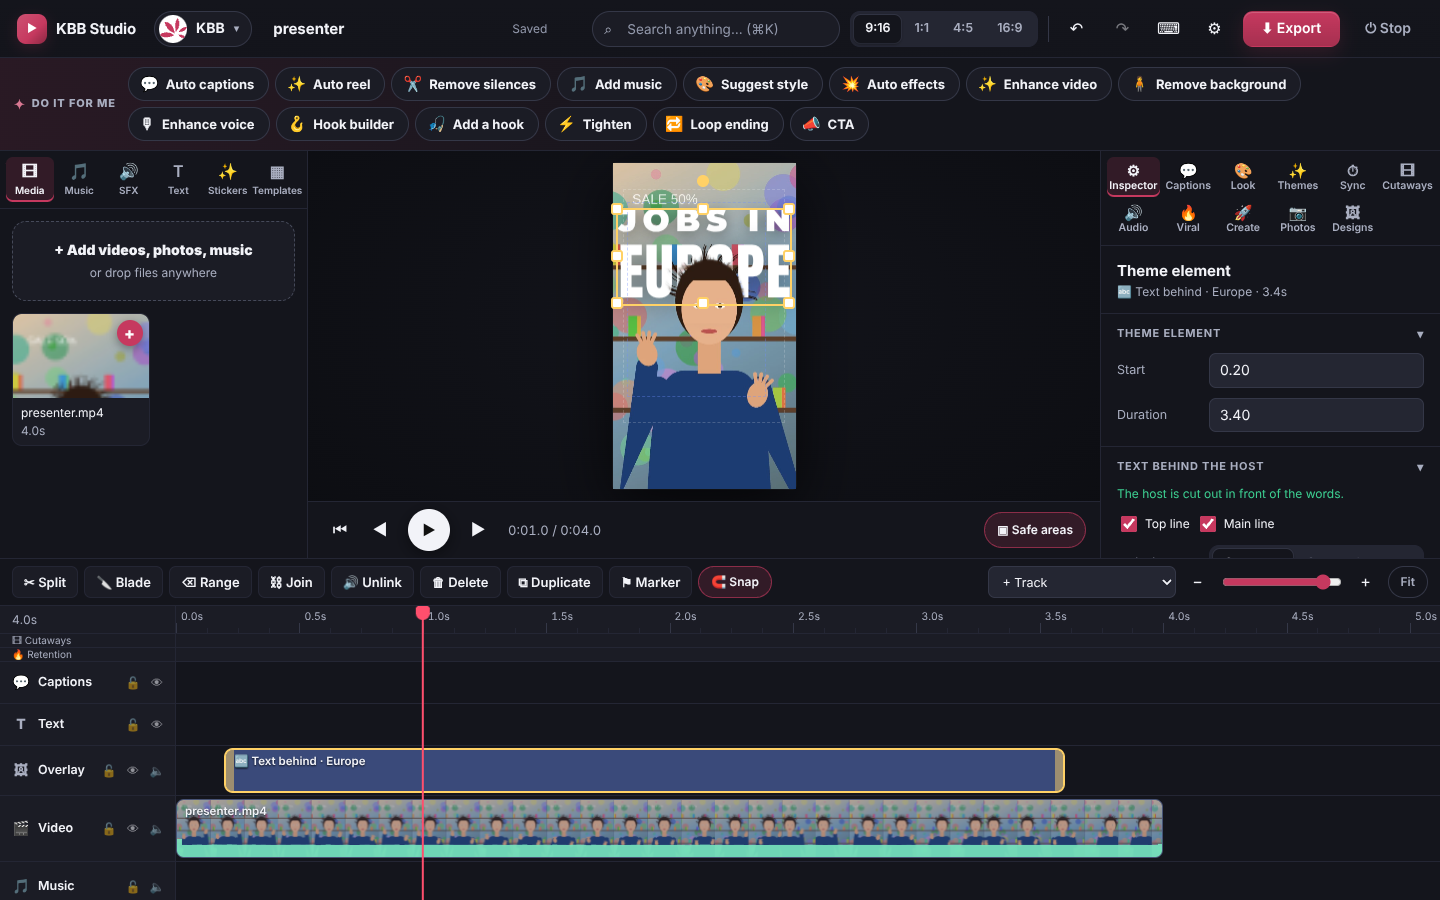 KBB Studio
KBB
presenter
Saved
Search anything... (⌘K)
9:16
1:1
4:5
16:9
Export
Stop
DO IT FOR ME
Auto captions
Auto reel
Remove silences
Add music
Suggest style
Auto effects
Enhance video
Remove background
Enhance voice
Hook builder
Add a hook
Tighten
Loop ending
CTA
Media
Music
SFX
Text
Stickers
Templates
+ Add videos, photos, music
or drop files anywhere
presenter.mp4
4.0s
SALE 50%
JOBS IN
EUROPE
0:01.0 / 0:04.0
Safe areas
Inspector
Captions
Look
Themes
Sync
Cutaways
Audio
Viral
Create
Photos
Designs
Theme element
Text behind · Europe · 3.4s
THEME ELEMENT
Start
0.20
Duration
3.40
TEXT BEHIND THE HOST
The host is cut out in front of the words.
Top line
Main line
Split
Blade
Range
Join
Unlink
Delete
Duplicate
Marker
Snap
+ Track
Fit
4.0s
0.0s
0.5s
1.0s
1.5s
2.0s
2.5s
3.0s
3.5s
4.0s
4.5s
5.0s
Cutaways
Retention
Captions
Text
Overlay
Text behind · Europe
Video
presenter.mp4
Music